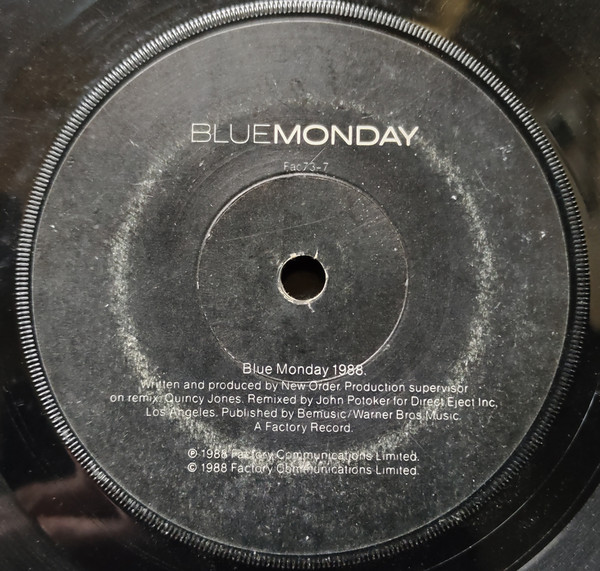 BLUEMONDAY
Fac73-7
Blue Monday 1988.
Written and produced by New Order. Production supervisor
on remix: Quincy Jones. Remixed by John Potoker for Direct Eject Inc,
Los Angeles. Published by Bemusic/Warner Bros Music.
A Factory Record.
℗ 1988 Factory Communications Limited.
© 1988 Factory Communications Limited.